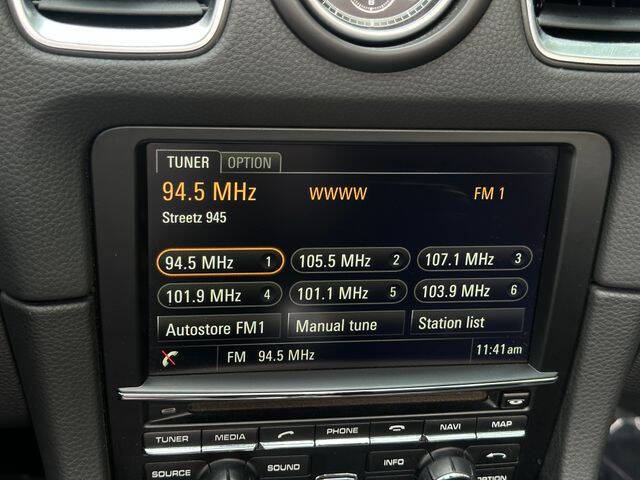 TUNER OPTION
94.5 MHz WWWW FM 1
Streetz 945
94.5 MHz 1 105.5 MHz 2 107.1 MHz 3
101.9 MHz 4 101.1 MHz 5 103.9 MHz 6
Autostore FM1 Manual tune Station list
FM 94.5 MHz 11:41am
TUNER MEDIA PHONE NAVI MAP
SOURCE SOUND INFO OPTION